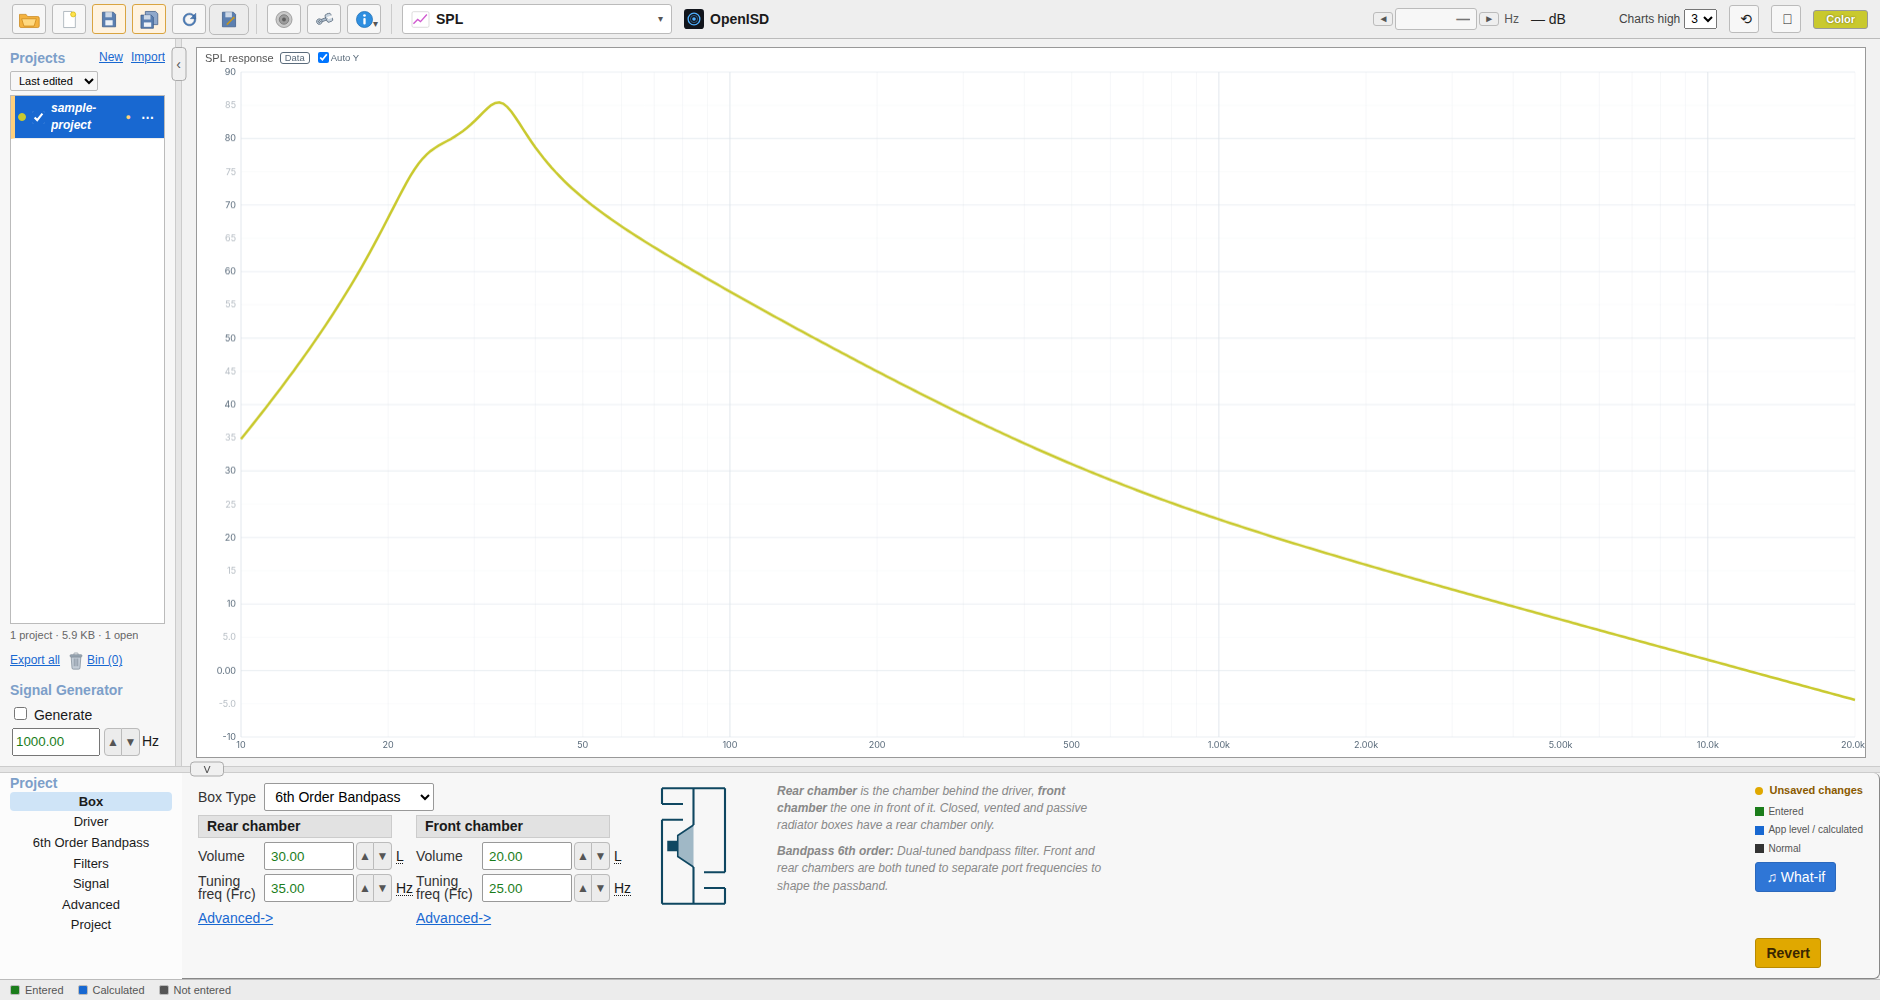 SPL
OpenISD
—
Hz
— dB
Charts high
3
Color
Projects
New
Import
Last edited
sample-
project
1 project · 5.9 KB · 1 open
Export all
Bin (0)
Signal Generator
Generate
1000.00
Hz
SPL response
Data
Auto Y
90
85
80
75
70
65
60
55
50
45
40
35
30
25
20
15
10
5.0
0.00
-5.0
-10
10
20
50
100
200
500
1.00k
2.00k
5.00k
10.0k
20.0k
V
Project
Box
Driver
6th Order Bandpass
Filters
Signal
Advanced
Project
Box Type
6th Order Bandpass
Rear chamber
Volume
30.00
L
Tuning
freq (Frc)
35.00
Hz
Advanced->
Front chamber
Volume
20.00
L
Tuning
freq (Ffc)
25.00
Hz
Advanced->
Rear chamber is the chamber behind the driver, front
chamber the one in front of it. Closed, vented and passive
radiator boxes have a rear chamber only.
Bandpass 6th order: Dual-tuned bandpass filter. Front and
rear chambers are both tuned to separate port frequencies to
shape the passband.
Unsaved changes
Entered
App level / calculated
Normal
♫ What-if
Revert
Entered
Calculated
Not entered